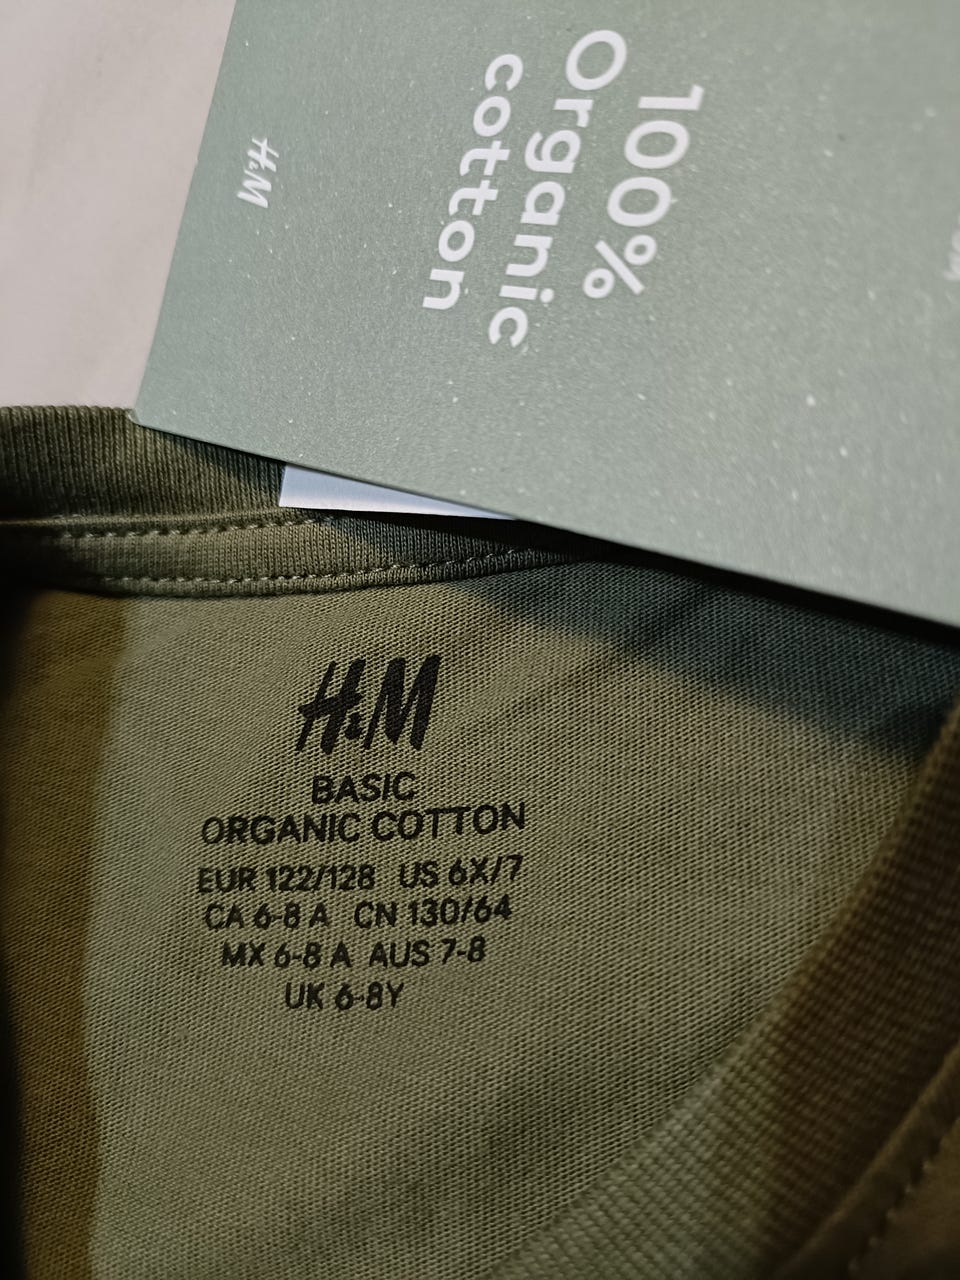 100%
Organic
cotton
H&M
H&M
BASIC
ORGANIC COTTON
EUR 122/128 US 6X/7
CA 6-8 A CN 130/64
MX 6-8 A AUS 7-8
UK 6-8Y